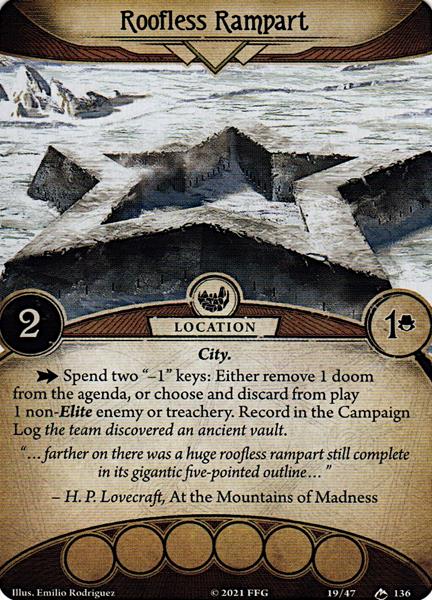 Roofless Rampart
2
LOCATION
1
City.
Spend two “–1” keys: Either remove 1 doom
from the agenda, or choose and discard from play
1 non-Elite enemy or treachery. Record in the Campaign
Log the team discovered an ancient vault.
“…farther on there was a huge roofless rampart still complete
in its gigantic five-pointed outline…”
– H. P. Lovecraft, At the Mountains of Madness
Illus. Emilio Rodriguez © 2021 FFG 19/47 136